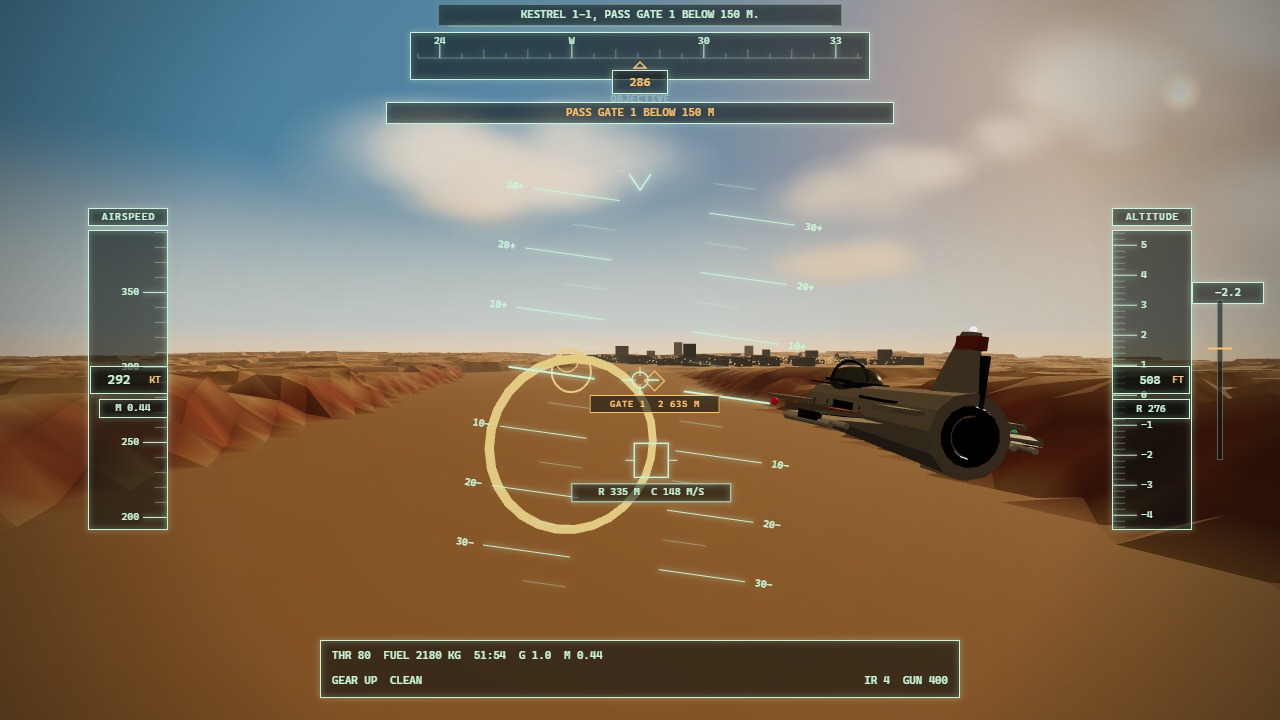 KESTREL 1-1, PASS GATE 1 BELOW 150 M.
24 W 30 33
286
OBJECTIVE
PASS GATE 1 BELOW 150 M
AIRSPEED
350
300
292 KT
M 0.44
250
200
ALTITUDE
5
4
3
2
1
508 FT
0
R 276
-1
-2
-3
-4
-2.2
30+ 30+
20+ 20+
10+ 10+
10- 10-
20- 20-
30- 30-
GATE 1 2 635 M
R 335 M C 148 M/S
THR 80 FUEL 2180 KG 51:54 G 1.0 M 0.44
GEAR UP CLEAN IR 4 GUN 400